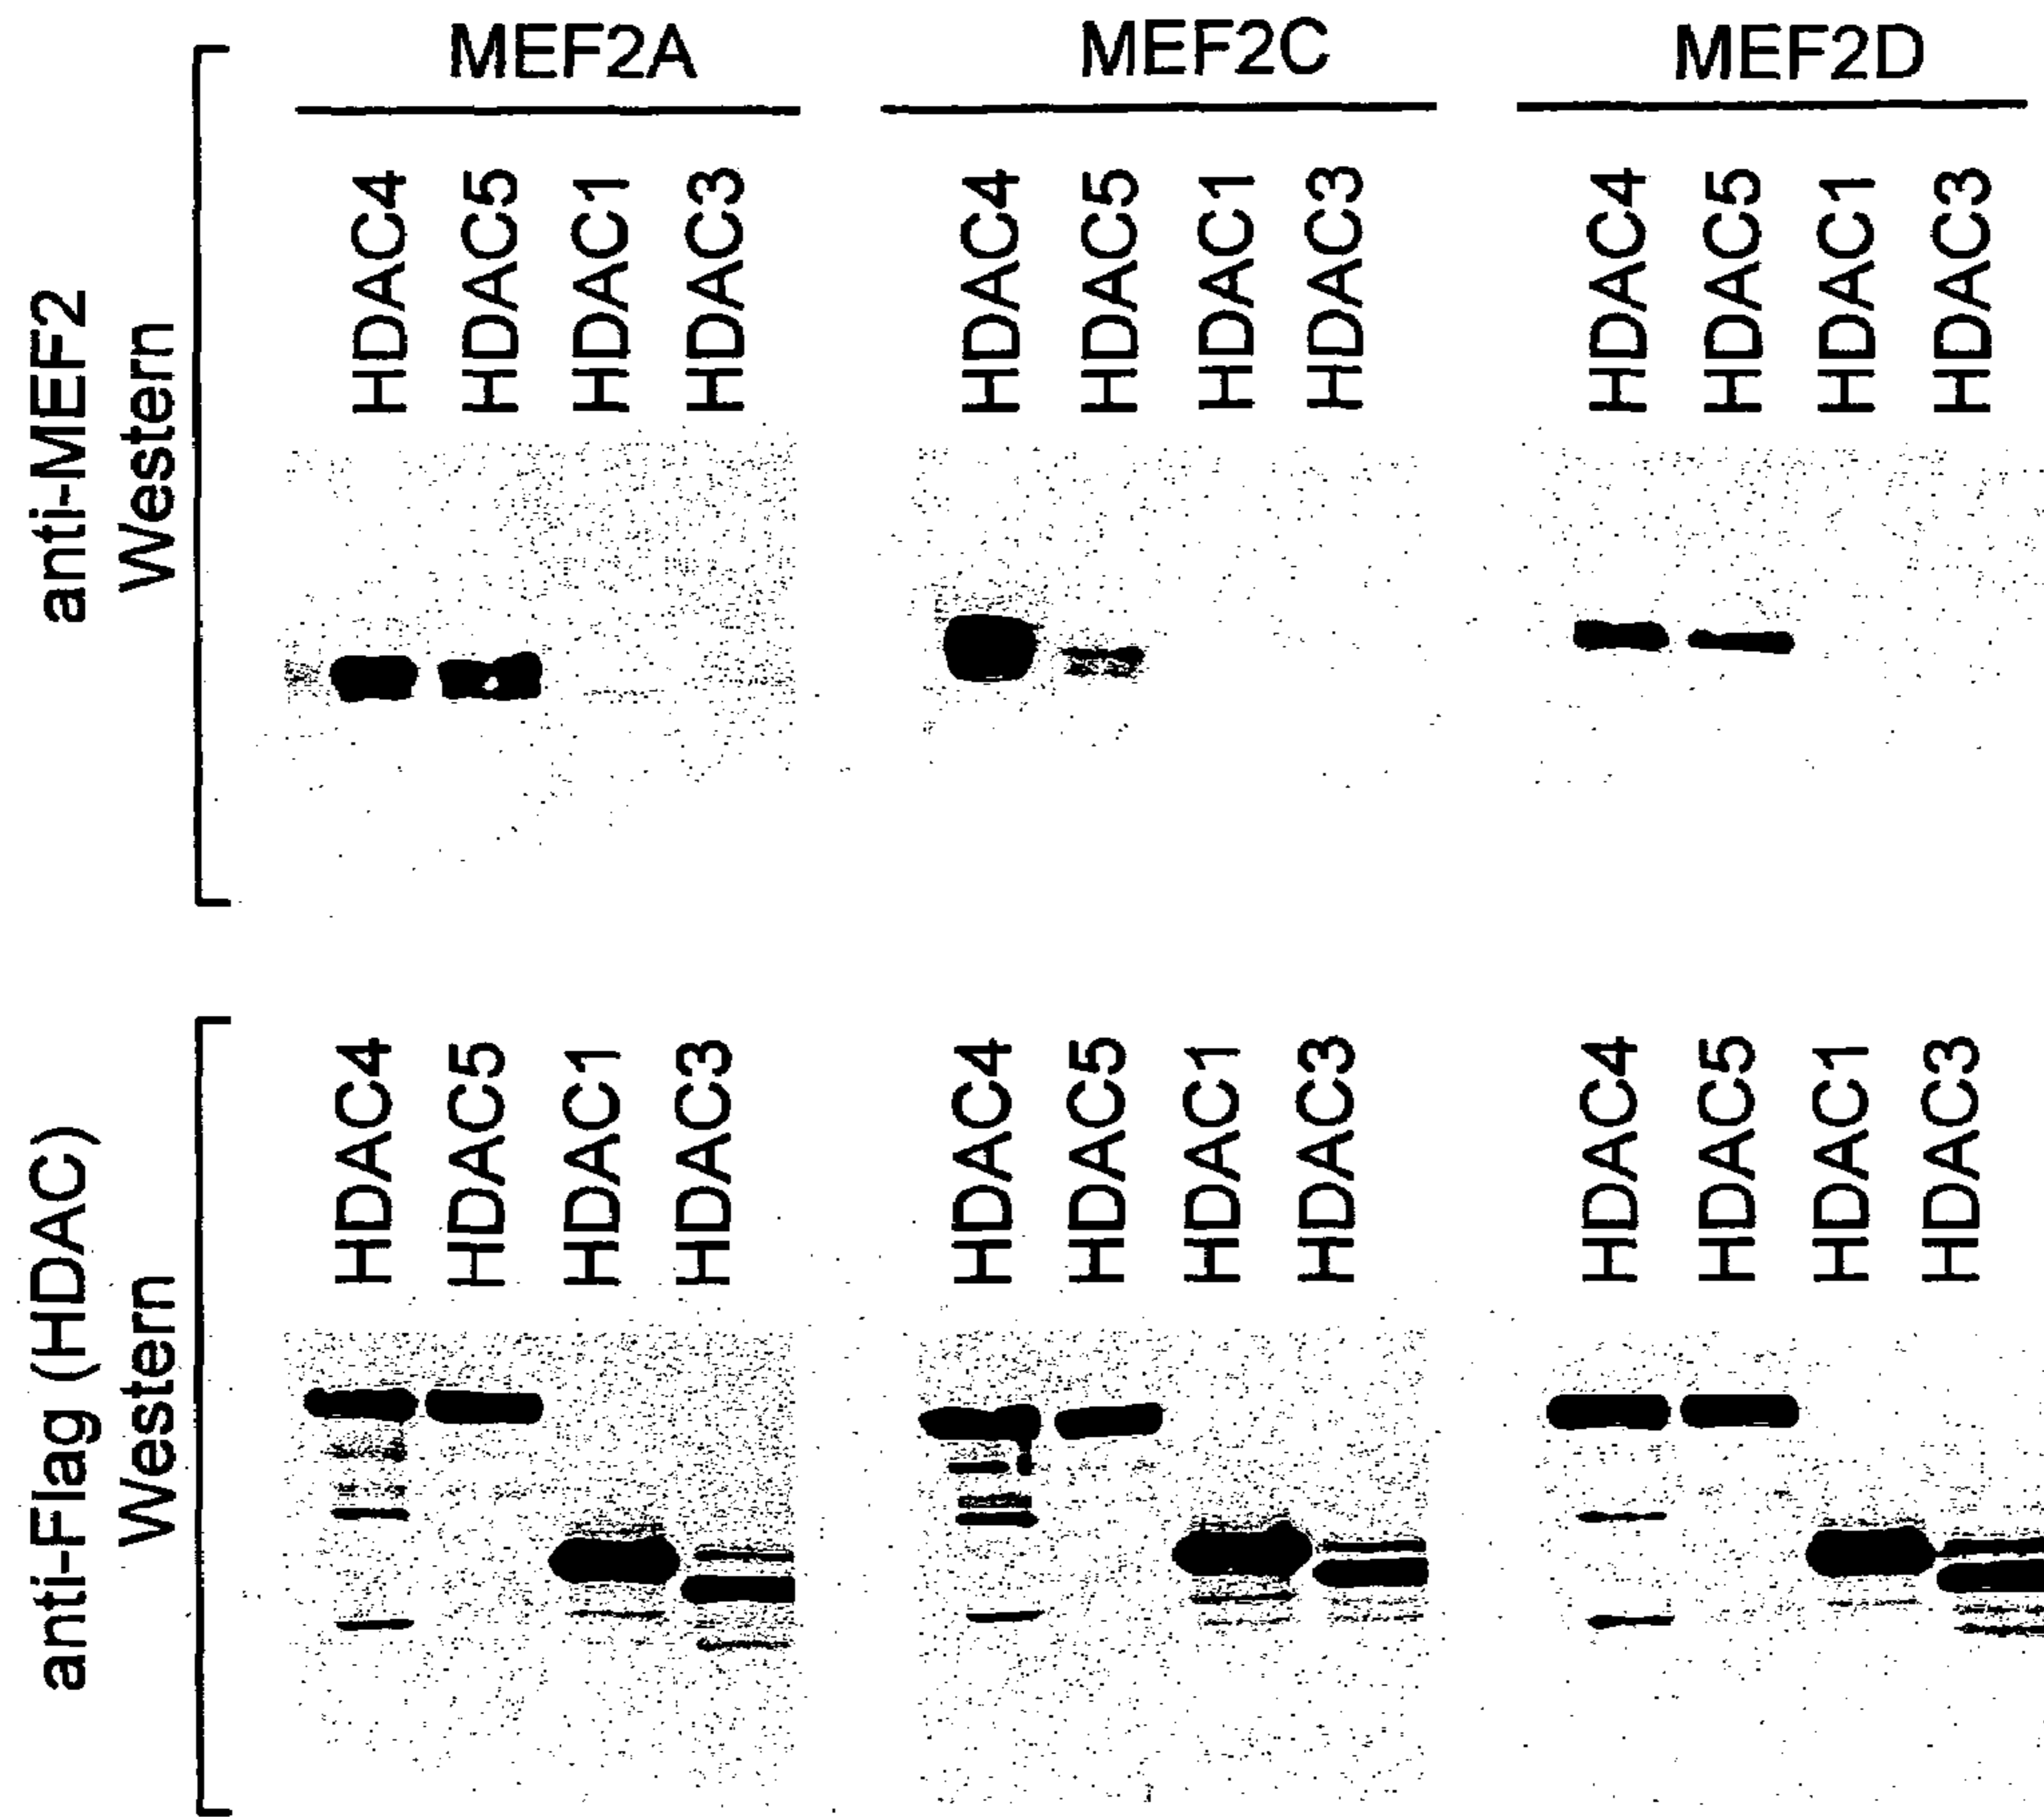 MEF2A MEF2C MEF2D
HDAC4 HDAC5 HDAC1 HDAC3 HDAC4 HDAC5 HDAC1 HDAC3 HDAC4 HDAC5 HDAC1 HDAC3
anti-MEF2
Western
HDAC4 HDAC5 HDAC1 HDAC3 HDAC4 HDAC5 HDAC1 HDAC3 HDAC4 HDAC5 HDAC1 HDAC3
anti-Flag (HDAC)
Western